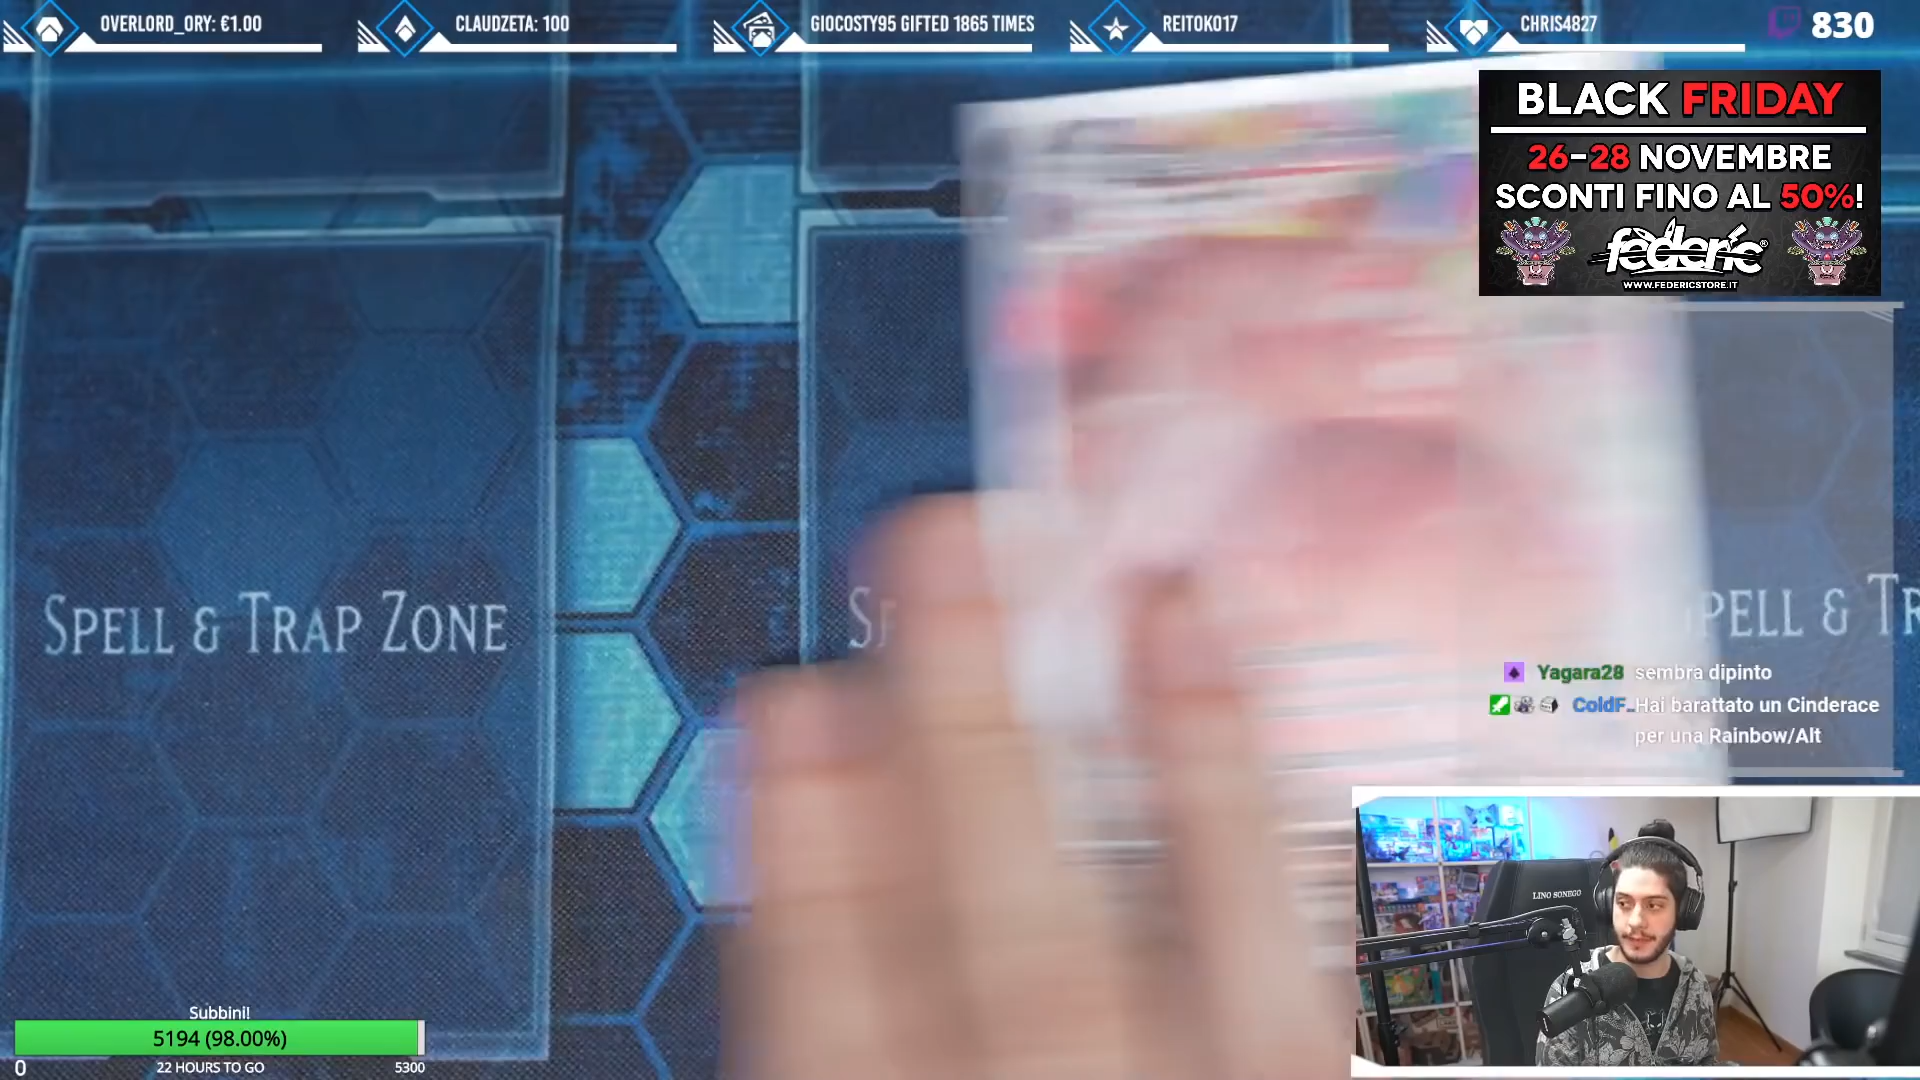 OVERLORD_ORY: €1.00
CLAUDZETA: 100
GIOCOSTY95 GIFTED 1865 TIMES
REITOKO17
CHRIS4827
830
BLACK FRIDAY
26-28 NOVEMBRE
SCONTI FINO AL 50%!
federic®
WWW.FEDERICSTORE.IT
SPELL & TRAP ZONE
SP
SPELL & TR
Yagara28 sembra dipinto
ColdF_ Hai barattato un Cinderace
per una Rainbow/Alt
LINO SONEGO
Subbini!
5194 (98.00%)
0 22 HOURS TO GO 5300